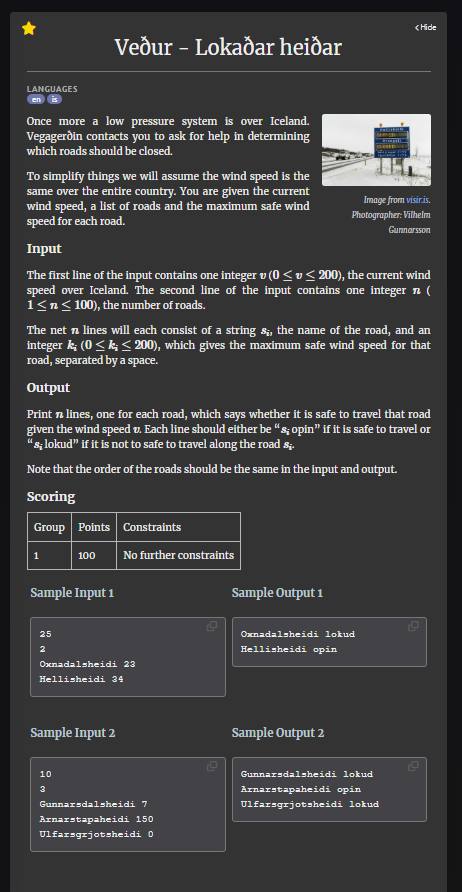 Hide
Veður - Lokaðar heiðar
LANGUAGES
en is
Once more a low pressure system is over Iceland.
Vegagerðin contacts you to ask for help in determining
which roads should be closed.
To simplify things we will assume the wind speed is the
same over the entire country. You are given the current
wind speed, a list of roads and the maximum safe wind
speed for each road.
Image from visir.is.
Photographer: Vilhelm
Gunnarsson
Input
The first line of the input contains one integer v (0 ≤ v ≤ 200), the current wind
speed over Iceland. The second line of the input contains one integer n (
1 ≤ n ≤ 100), the number of roads.
The net n lines will each consist of a string sᵢ, the name of the road, and an
integer kᵢ (0 ≤ kᵢ ≤ 200), which gives the maximum safe wind speed for that
road, separated by a space.
Output
Print n lines, one for each road, which says whether it is safe to travel that road
given the wind speed v. Each line should either be “sᵢ opin” if it is safe to travel or
“sᵢ lokud” if it is not to safe to travel along the road sᵢ.
Note that the order of the roads should be the same in the input and output.
Scoring
Group Points Constraints
1 100 No further constraints
Sample Input 1
25
2
Oxnadalsheidi 23
Hellisheidi 34
Sample Output 1
Oxnadalsheidi lokud
Hellisheidi opin
Sample Input 2
10
3
Gunnarsdalsheidi 7
Arnarstapaheidi 150
Ulfarsgrjotsheidi 0
Sample Output 2
Gunnarsdalsheidi lokud
Arnarstapaheidi opin
Ulfarsgrjotsheidi lokud